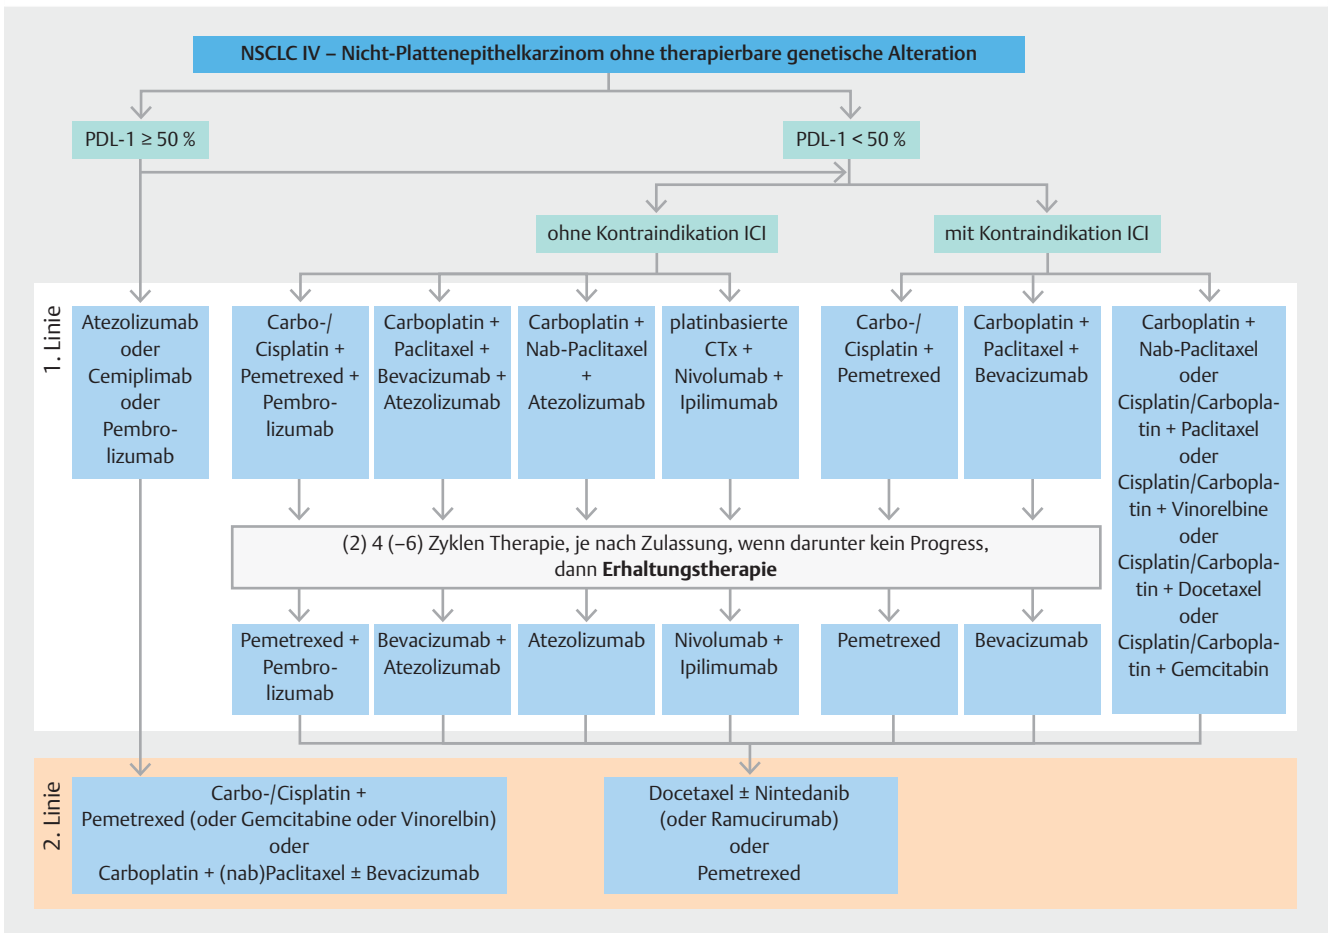 NSCLC IV – Nicht-Plattenepithelkarzinom ohne therapierbare genetische Alteration
PDL-1 ≥ 50 %
PDL-1 < 50 %
ohne Kontraindikation ICI
mit Kontraindikation ICI
1. Linie
Atezolizumab
oder
Cemiplimab
oder
Pembro-
lizumab
Carbo-/
Cisplatin +
Pemetrexed +
Pembro-
lizumab
Carboplatin +
Paclitaxel +
Bevacizumab +
Atezolizumab
Carboplatin +
Nab-Paclitaxel
+
Atezolizumab
platinbasierte
CTx +
Nivolumab +
Ipilimumab
Carbo-/
Cisplatin +
Pemetrexed
Carboplatin +
Paclitaxel +
Bevacizumab
Carboplatin +
Nab-Paclitaxel
oder
Cisplatin/Carbopla-
tin + Paclitaxel
oder
Cisplatin/Carbopla-
tin + Vinorelbine
oder
Cisplatin/Carbopla-
tin + Docetaxel
oder
Cisplatin/Carbopla-
tin + Gemcitabin
(2) 4 (–6) Zyklen Therapie, je nach Zulassung, wenn darunter kein Progress,
dann Erhaltungstherapie
Pemetrexed +
Pembro-
lizumab
Bevacizumab +
Atezolizumab
Atezolizumab
Nivolumab +
Ipilimumab
Pemetrexed
Bevacizumab
2. Linie
Carbo-/Cisplatin +
Pemetrexed (oder Gemcitabine oder Vinorelbin)
oder
Carboplatin + (nab)Paclitaxel ± Bevacizumab
Docetaxel ± Nintedanib
(oder Ramucirumab)
oder
Pemetrexed